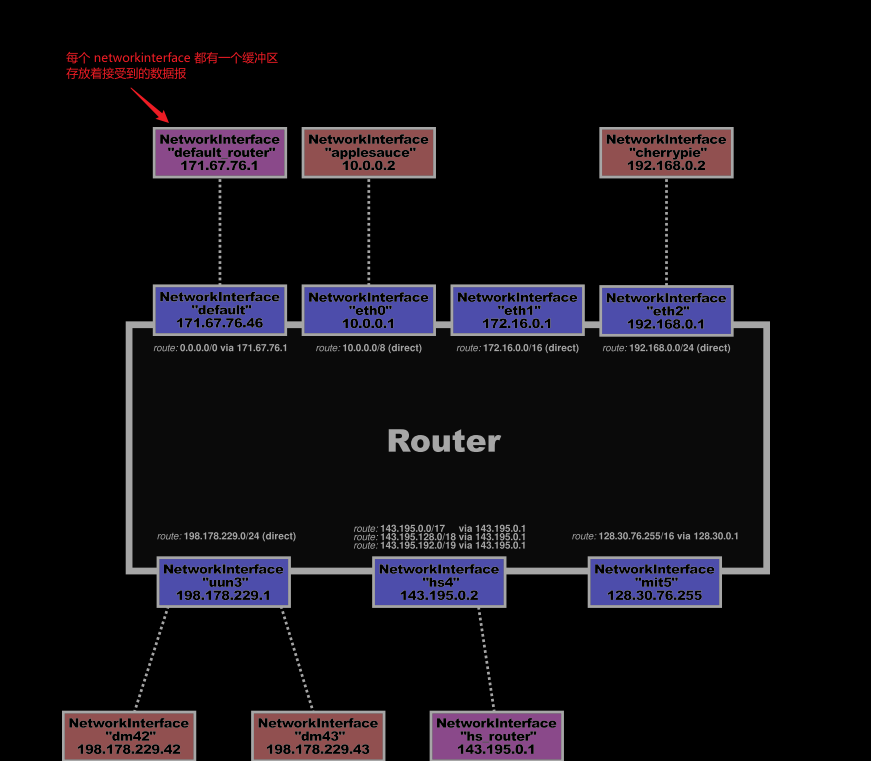 每个 networkinterface 都有一个缓冲区
存放着接受到的数据报
NetworkInterface
"default_router"
171.67.76.1
NetworkInterface
"applesauce"
10.0.0.2
NetworkInterface
"cherrypie"
192.168.0.2
NetworkInterface
"default"
171.67.76.46
NetworkInterface
"eth0"
10.0.0.1
NetworkInterface
"eth1"
172.16.0.1
NetworkInterface
"eth2"
192.168.0.1
route: 0.0.0.0/0 via 171.67.76.1
route: 10.0.0.0/8 (direct)
route: 172.16.0.0/16 (direct)
route: 192.168.0.0/24 (direct)
Router
route: 198.178.229.0/24 (direct)
route: 143.195.0.0/17 via 143.195.0.1
route: 143.195.128.0/18 via 143.195.0.1
route: 143.195.192.0/19 via 143.195.0.1
route: 128.30.76.255/16 via 128.30.0.1
NetworkInterface
"uun3"
198.178.229.1
NetworkInterface
"hs4"
143.195.0.2
NetworkInterface
"mit5"
128.30.76.255
NetworkInterface
"dm42"
198.178.229.42
NetworkInterface
"dm43"
198.178.229.43
NetworkInterface
"hs_router"
143.195.0.1